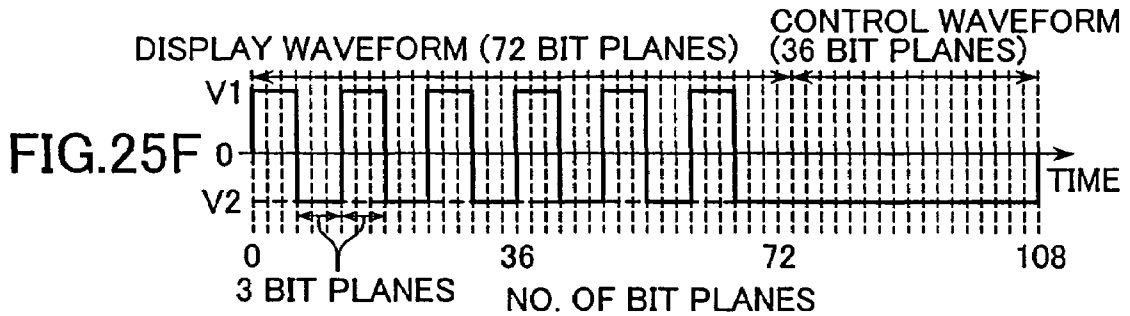 CONTROL WAVEFORM
DISPLAY WAVEFORM (72 BIT PLANES) (36 BIT PLANES)
V1
FIG.25F 0
TIME
V2
0 36 72 108
3 BIT PLANES NO. OF BIT PLANES